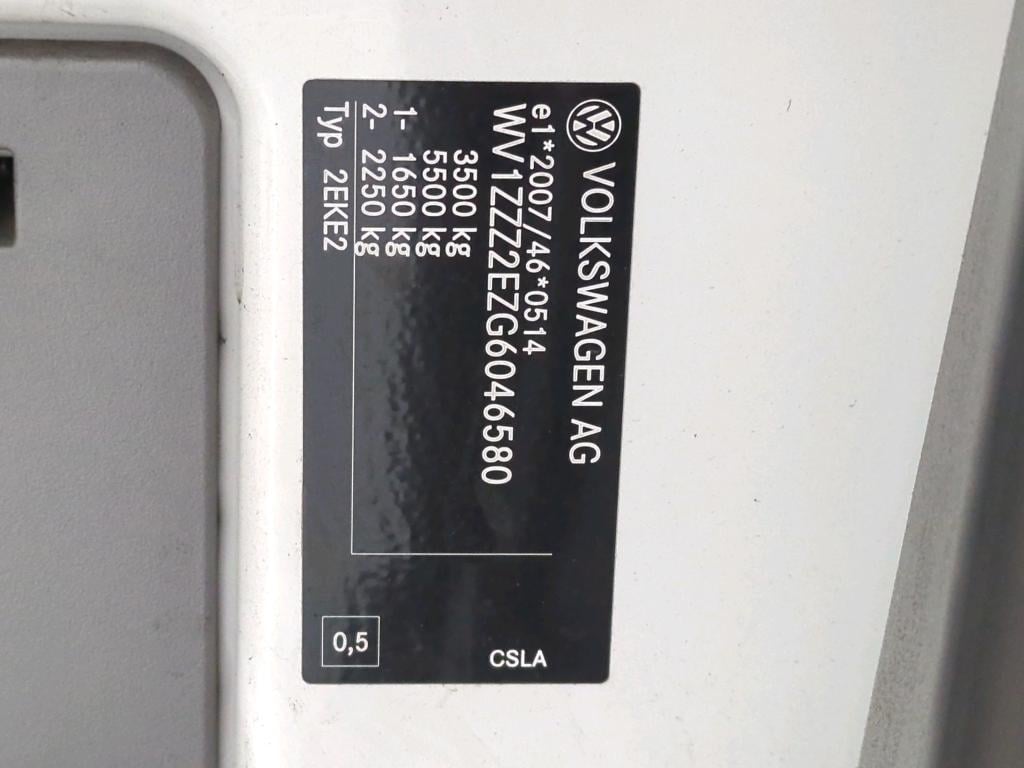 VOLKSWAGEN AG
e1*2007/46*0514
WV1ZZZ2EZG6046580
3500 kg
5500 kg
1- 1650 kg
2- 2250 kg
Typ 2EKE2
CSLA
0,5